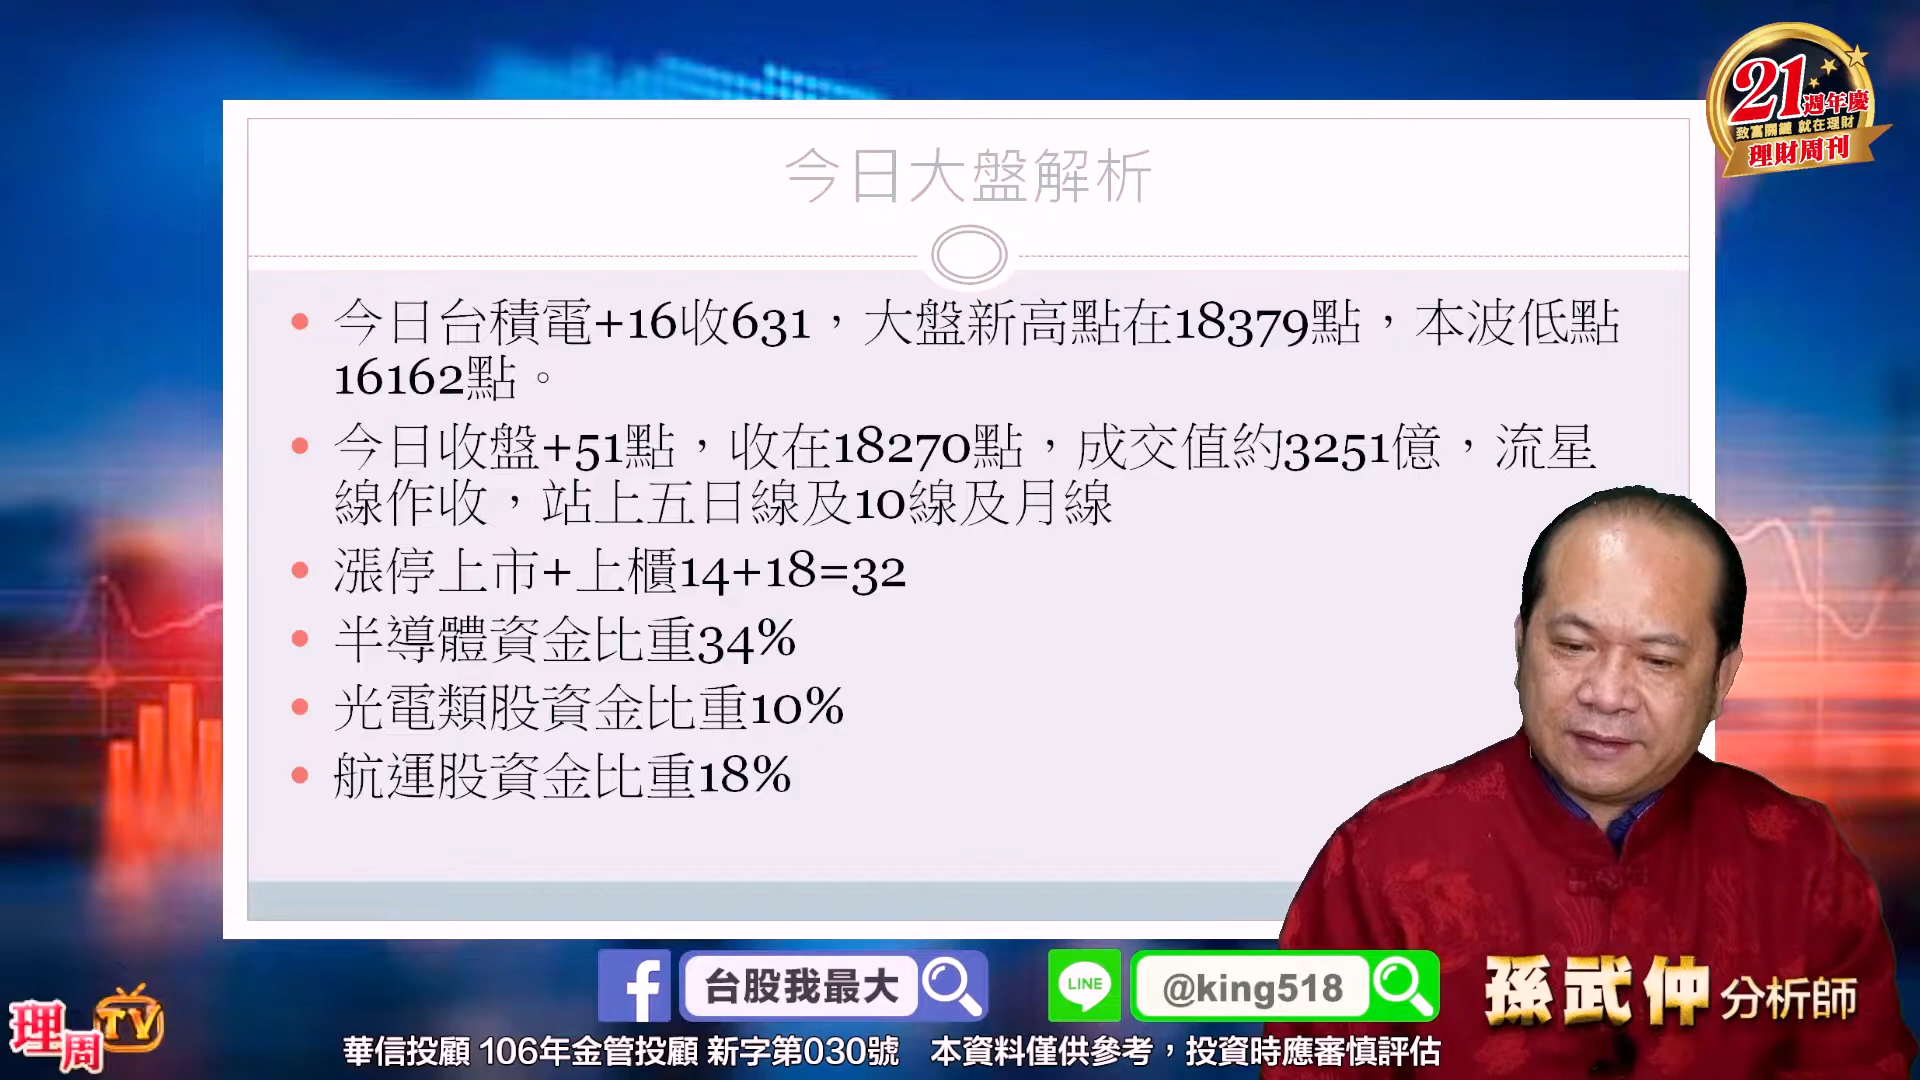 21週年慶
致富關鍵 就在理財
理財周刊
今日大盤解析
今日台積電+16收631，大盤新高點在18379點，本波低點
16162點。
今日收盤+51點，收在18270點，成交值約3251億，流星
線作收，站上五日線及10線及月線
漲停上市+上櫃14+18=32
半導體資金比重34%
光電類股資金比重10%
航運股資金比重18%
f 台股我最大
LINE @king518
孫武仲 分析師
理周TV
華信投顧 106年金管投顧 新字第030號 本資料僅供參考，投資時應審慎評估